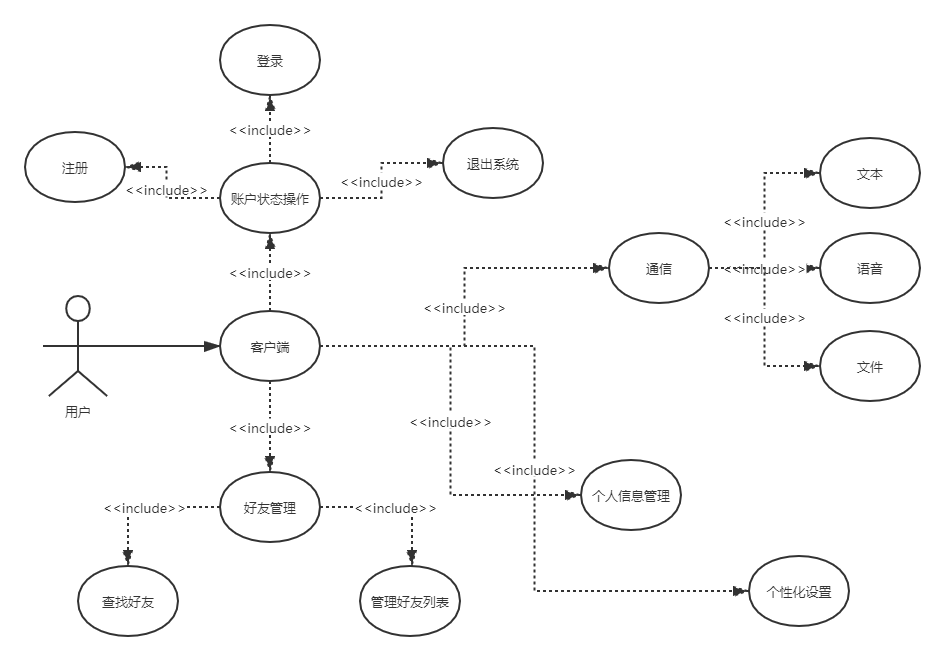 登录
<<include>>
注册
<<include>>
账户状态操作
<<include>>
退出系统
<<include>>
文本
<<include>>
通信
<<include>>
语音
<<include>>
<<include>>
文件
用户
客户端
<<include>>
<<include>>
<<include>>
个人信息管理
<<include>>
好友管理
<<include>>
查找好友
管理好友列表
个性化设置